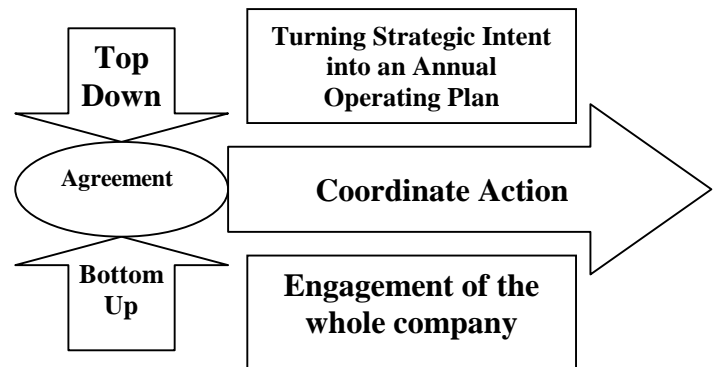 Top
Down
Turning Strategic Intent
into an Annual
Operating Plan
Agreement
Coordinate Action
Bottom
Up
Engagement of the
whole company